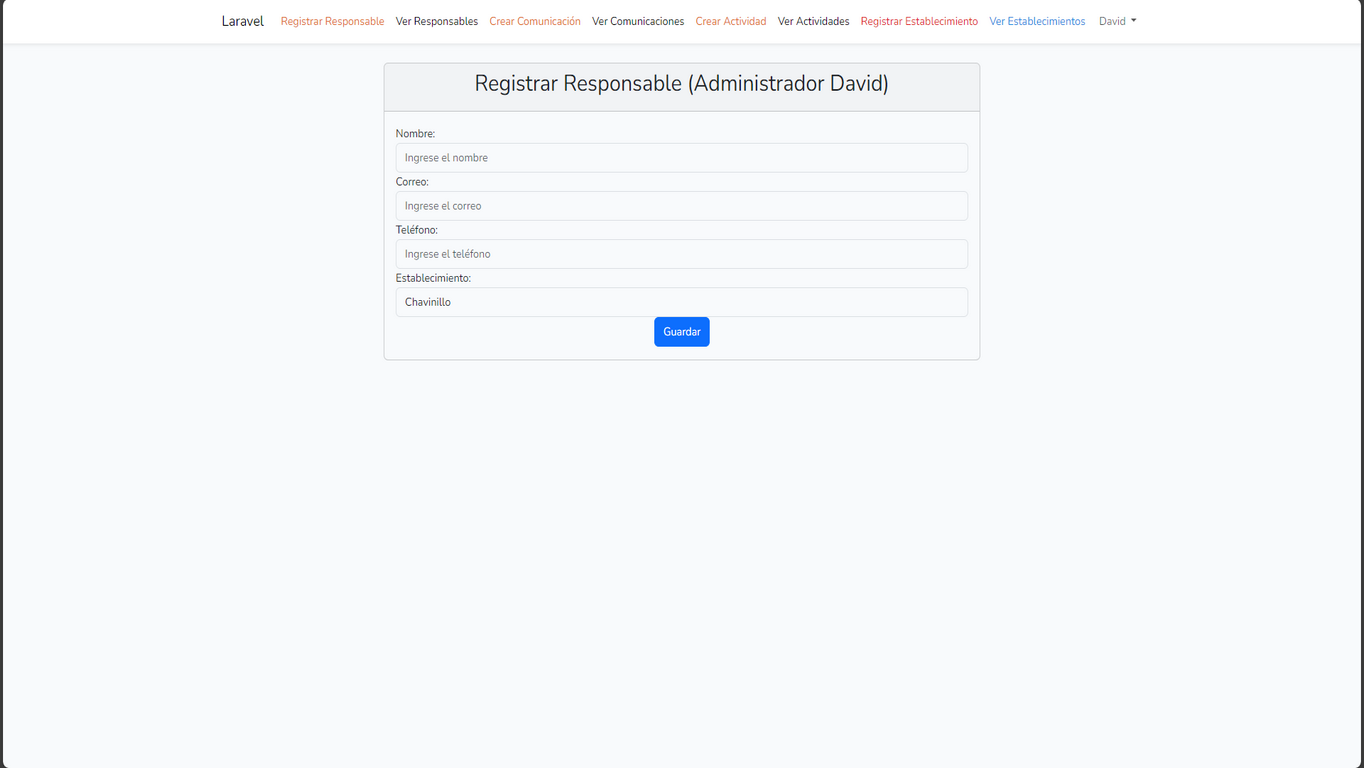 Laravel Registrar Responsable Ver Responsables Crear Comunicación Ver Comunicaciones Crear Actividad Ver Actividades Registrar Establecimiento Ver Establecimientos David
Registrar Responsable (Administrador David)
Nombre:
Ingrese el nombre
Correo:
Ingrese el correo
Teléfono:
Ingrese el teléfono
Establecimiento:
Chavinillo
Guardar